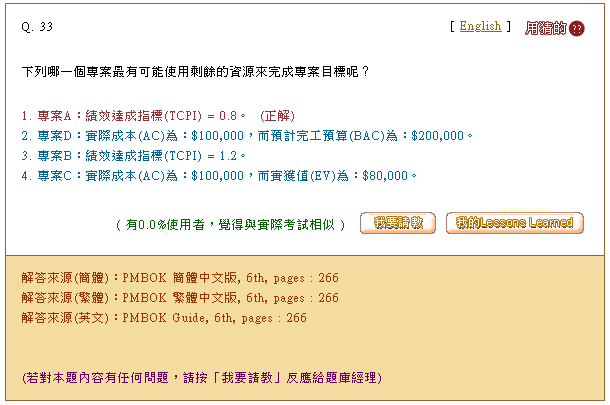 Q. 33 [ English ] 用猜的 ??
下列哪一個專案最有可能使用剩餘的資源來完成專案目標呢？
1. 專案A：績效達成指標(TCPI) = 0.8。 (正解)
2. 專案D：實際成本(AC)為：$100,000，而預計完工預算(BAC)為：$200,000。
3. 專案B：績效達成指標(TCPI) = 1.2。
4. 專案C：實際成本(AC)為：$100,000，而實獲值(EV)為：$80,000。
( 有0.0%使用者，覺得與實際考試相似 ) 我要請教 我的Lessons Learned
解答來源(簡體)：PMBOK 簡體中文版, 6th, pages : 266
解答來源(繁體)：PMBOK 繁體中文版, 6th, pages : 266
解答來源(英文)：PMBOK Guide, 6th, pages : 266
(若對本題內容有任何問題，請按「我要請教」反應給題庫經理)